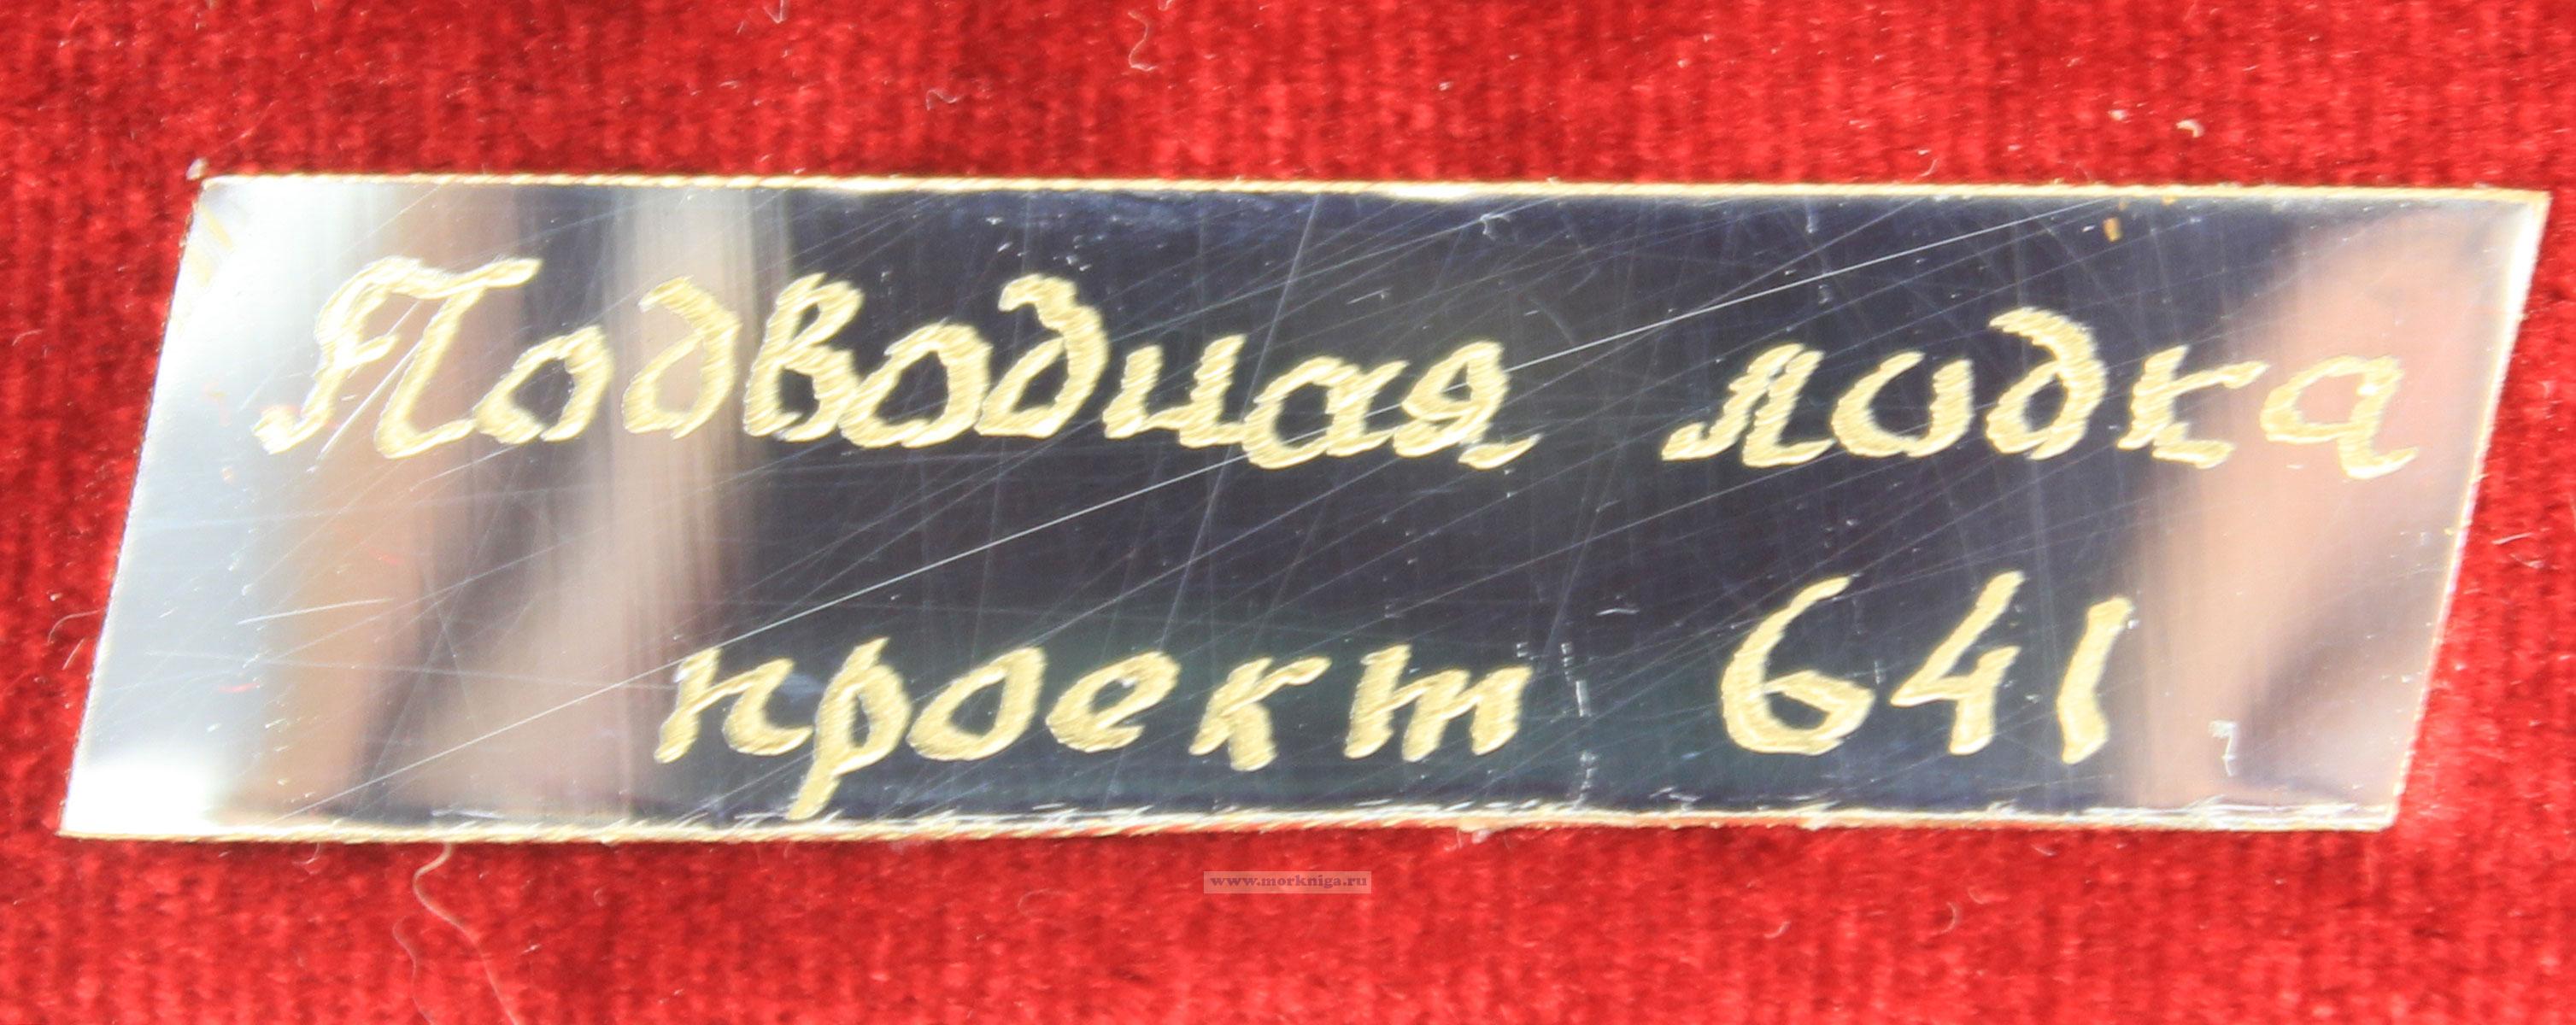 Подводная лодка
проект 641
www.morkniga.ru